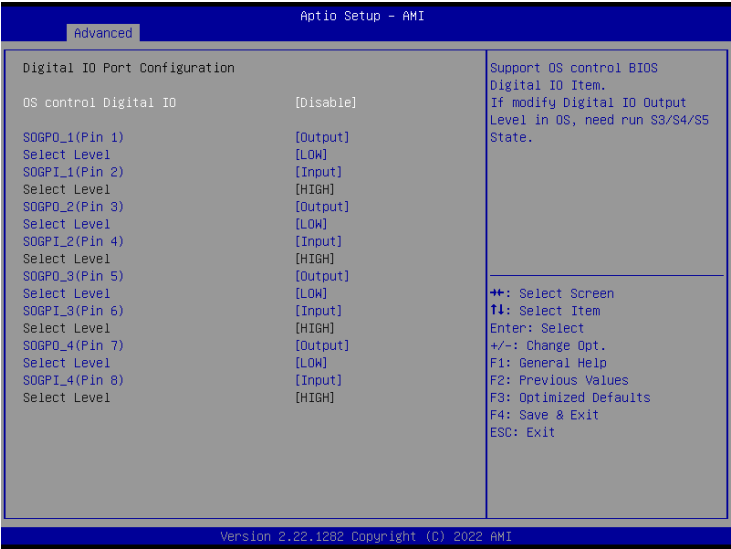 Aptio Setup - AMI
Advanced
Digital IO Port Configuration
OS control Digital IO [Disable]
SOGPO_1(Pin 1) [Output]
Select Level [LOW]
SOGPI_1(Pin 2) [Input]
Select Level [HIGH]
SOGPO_2(Pin 3) [Output]
Select Level [LOW]
SOGPI_2(Pin 4) [Input]
Select Level [HIGH]
SOGPO_3(Pin 5) [Output]
Select Level [LOW]
SOGPI_3(Pin 6) [Input]
Select Level [HIGH]
SOGPO_4(Pin 7) [Output]
Select Level [LOW]
SOGPI_4(Pin 8) [Input]
Select Level [HIGH]
Support OS control BIOS
Digital IO Item.
If modify Digital IO Output
Level in OS, need run S3/S4/S5
State.
→←: Select Screen
↑↓: Select Item
Enter: Select
+/-: Change Opt.
F1: General Help
F2: Previous Values
F3: Optimized Defaults
F4: Save & Exit
ESC: Exit
Version 2.22.1282 Copyright (C) 2022 AMI